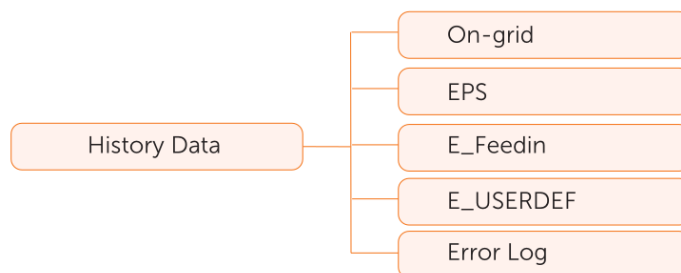 On-grid
EPS
History Data
E_Feedin
E_USERDEF
Error Log